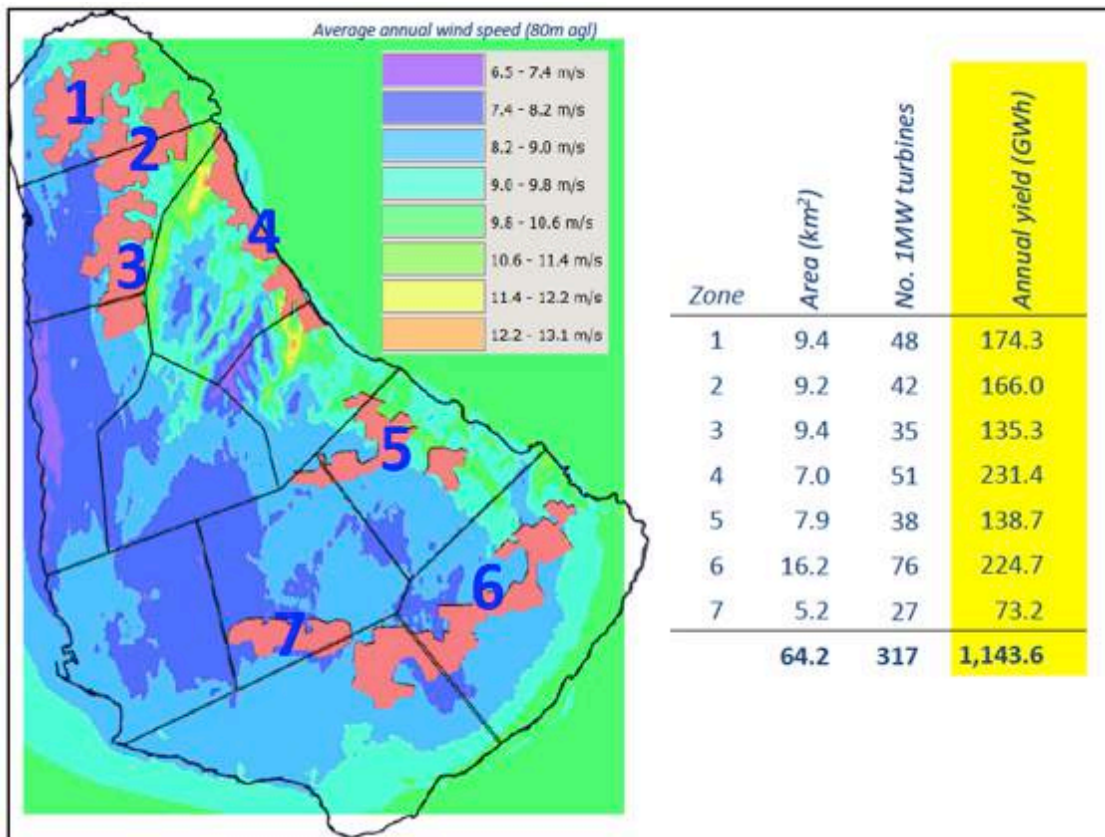 Average annual wind speed (80m agl)
6.5 - 7.4 m/s
7.4 - 8.2 m/s
8.2 - 9.0 m/s
9.0 - 9.8 m/s
9.8 - 10.6 m/s
10.6 - 11.4 m/s
11.4 - 12.2 m/s
12.2 - 13.1 m/s
1
2
3
4
5
6
7
Zone Area (km²) No. 1MW turbines Annual yield (GWh)
1 9.4 48 174.3
2 9.2 42 166.0
3 9.4 35 135.3
4 7.0 51 231.4
5 7.9 38 138.7
6 16.2 76 224.7
7 5.2 27 73.2
64.2 317 1,143.6